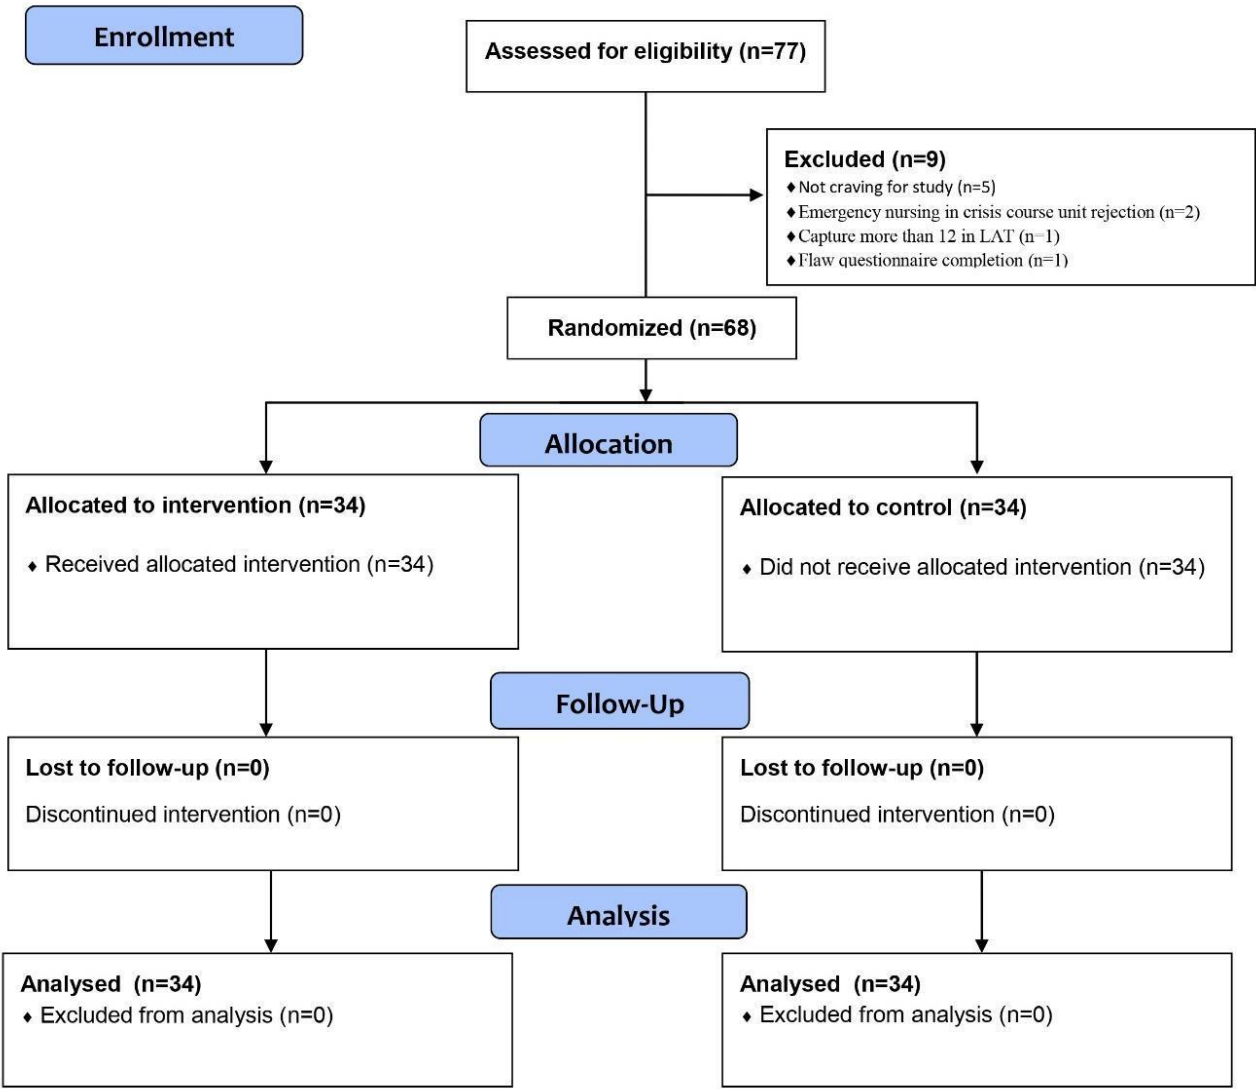 Enrollment
Assessed for eligibility (n=77)
Excluded (n=9)
♦Not craving for study (n=5)
♦Emergency nursing in crisis course unit rejection (n=2)
♦Capture more than 12 in LAT (n=1)
♦Flaw questionnaire completion (n=1)
Randomized (n=68)
Allocation
Allocated to intervention (n=34)
♦ Received allocated intervention (n=34)
Allocated to control (n=34)
♦ Did not receive allocated intervention (n=34)
Follow-Up
Lost to follow-up (n=0)
Discontinued intervention (n=0)
Lost to follow-up (n=0)
Discontinued intervention (n=0)
Analysis
Analysed (n=34)
♦ Excluded from analysis (n=0)
Analysed (n=34)
♦ Excluded from analysis (n=0)